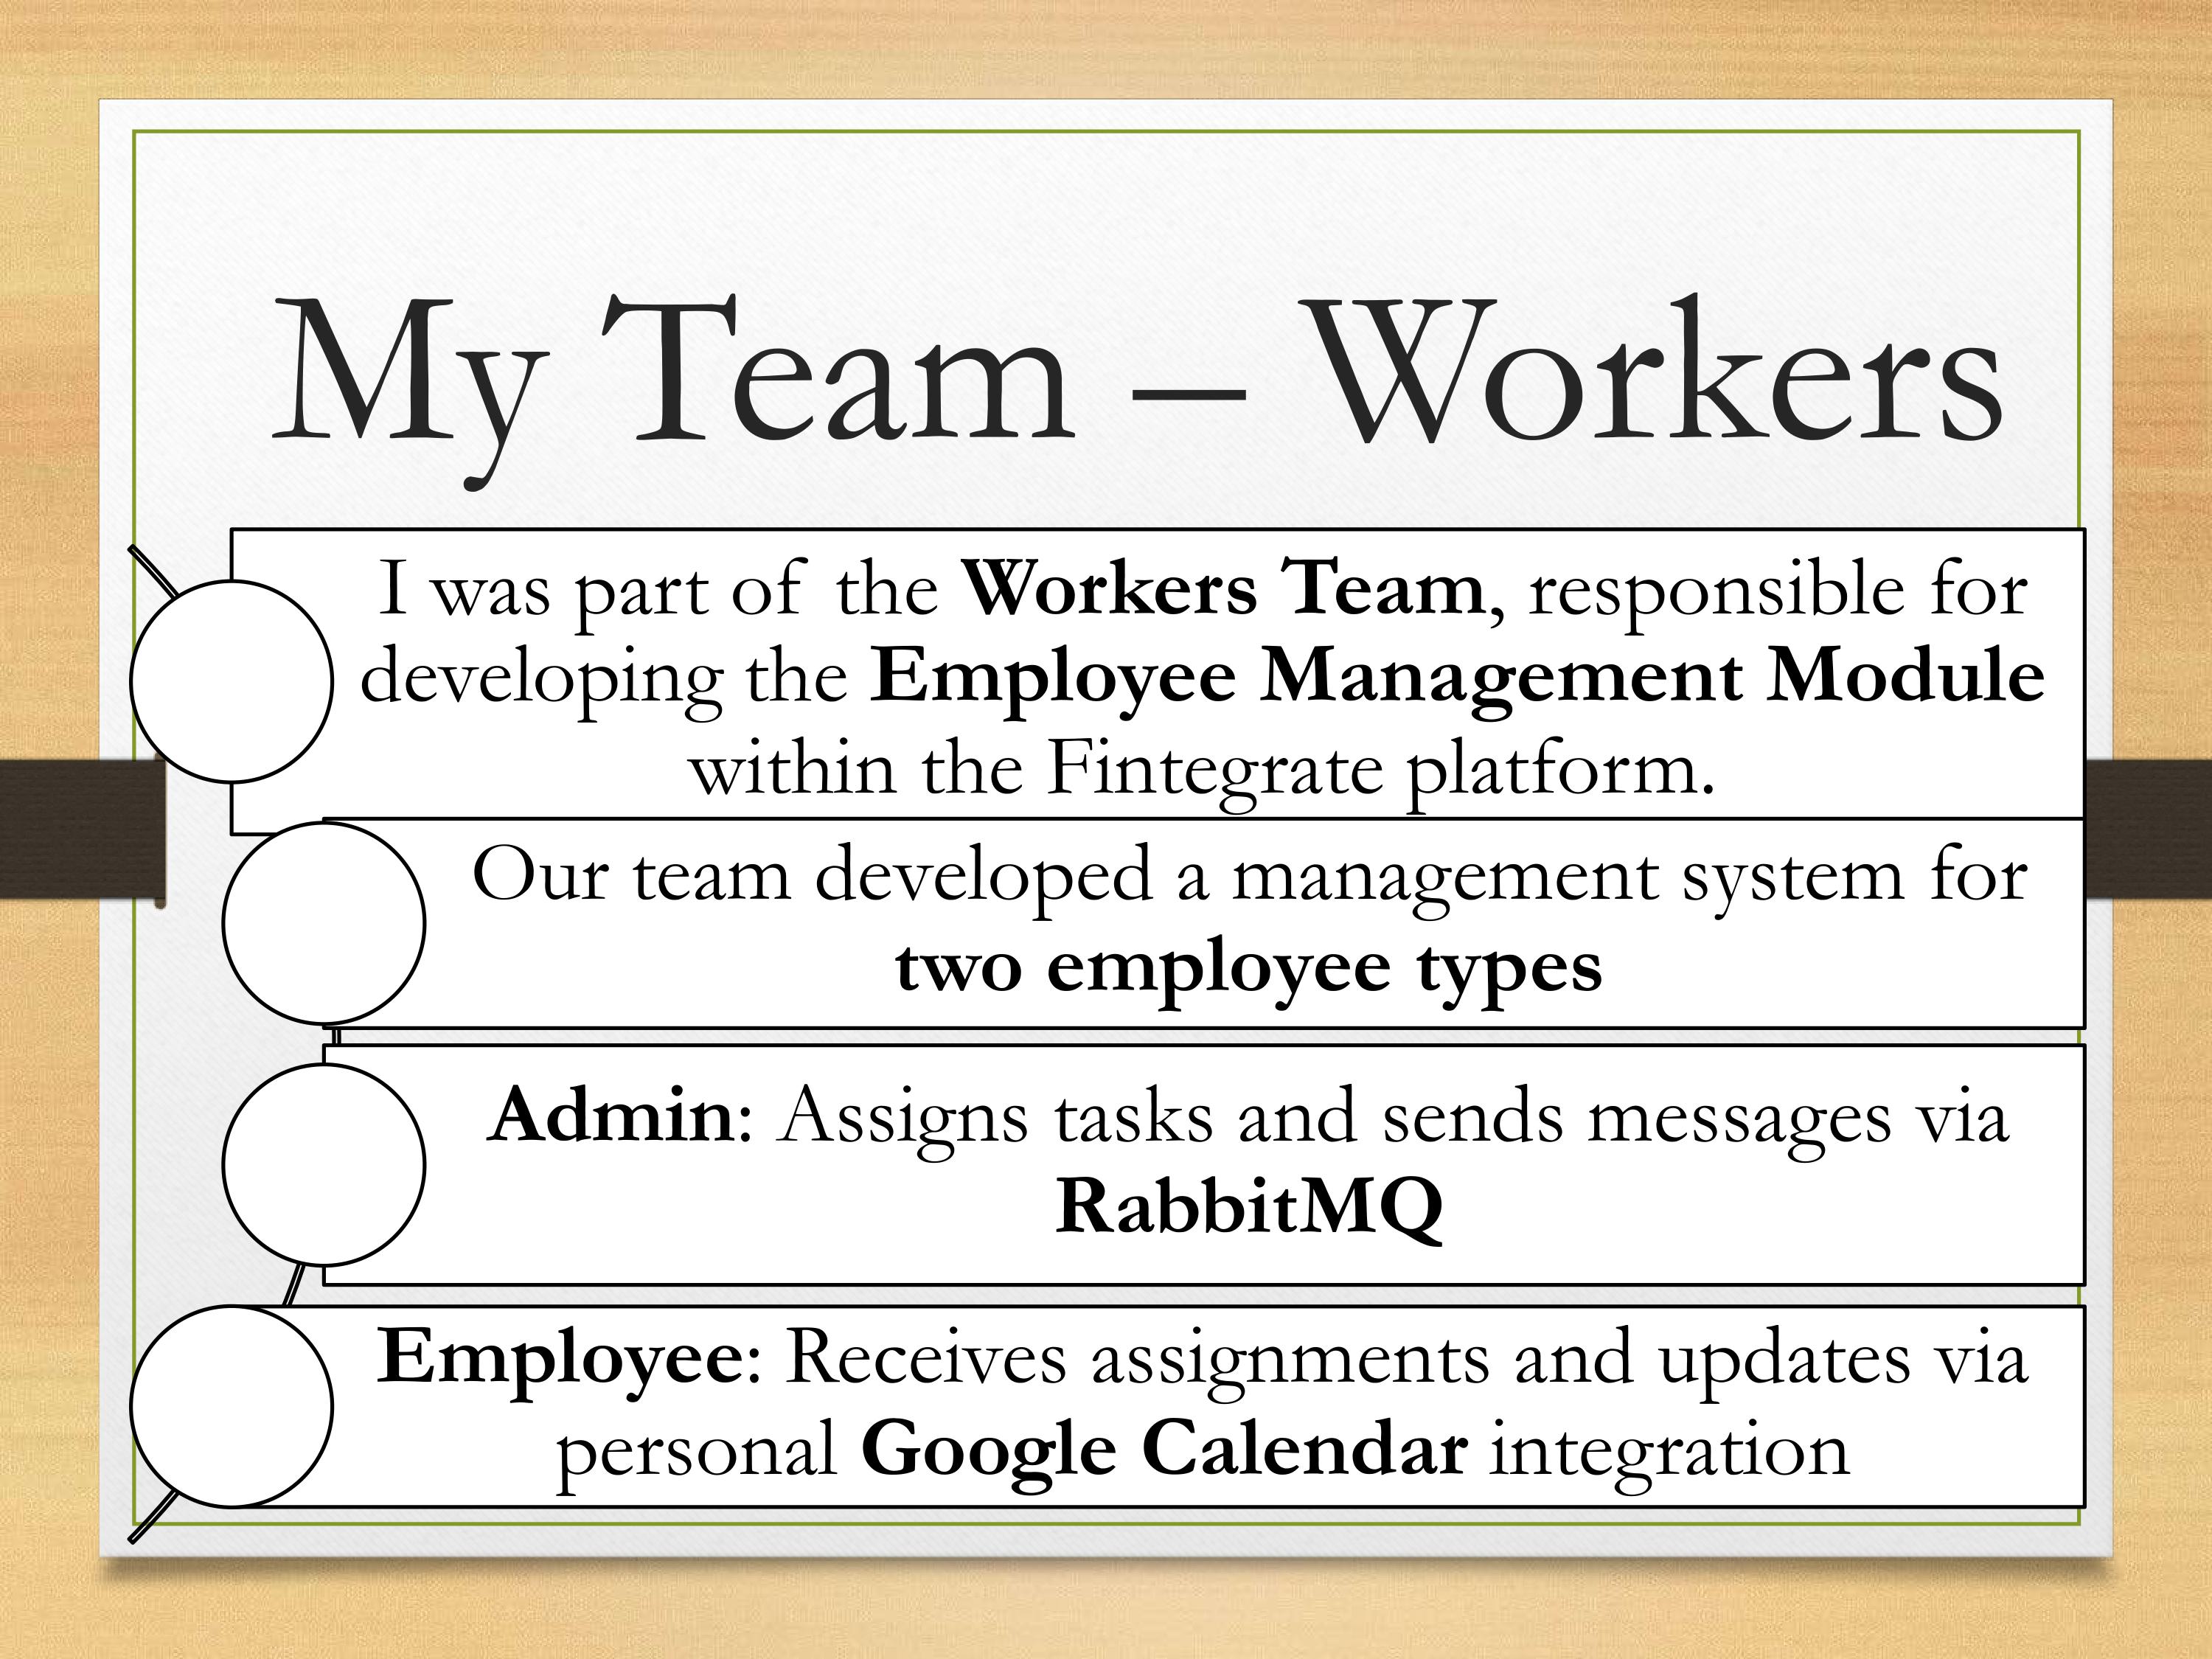 My Team – Workers
I was part of the Workers Team, responsible for
developing the Employee Management Module
within the Fintegrate platform.
Our team developed a management system for
two employee types
Admin: Assigns tasks and sends messages via
RabbitMQ
Employee: Receives assignments and updates via
personal Google Calendar integration